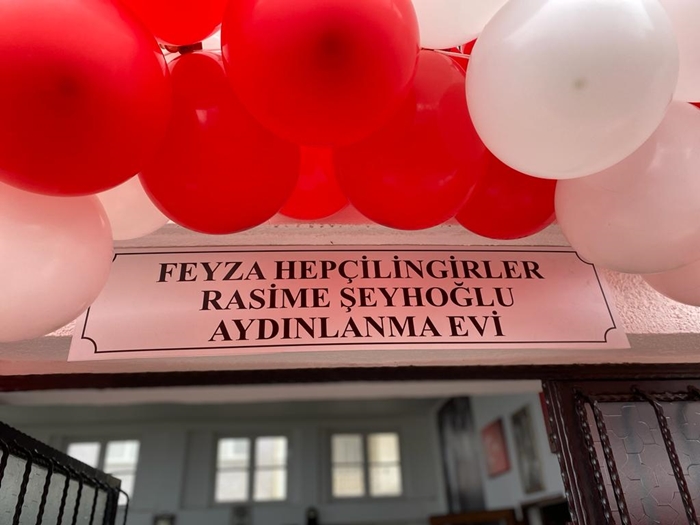 FEYZA HEPÇİLİNGİRLER
RASİME ŞEYHOĞLU
AYDINLANMA EVİ